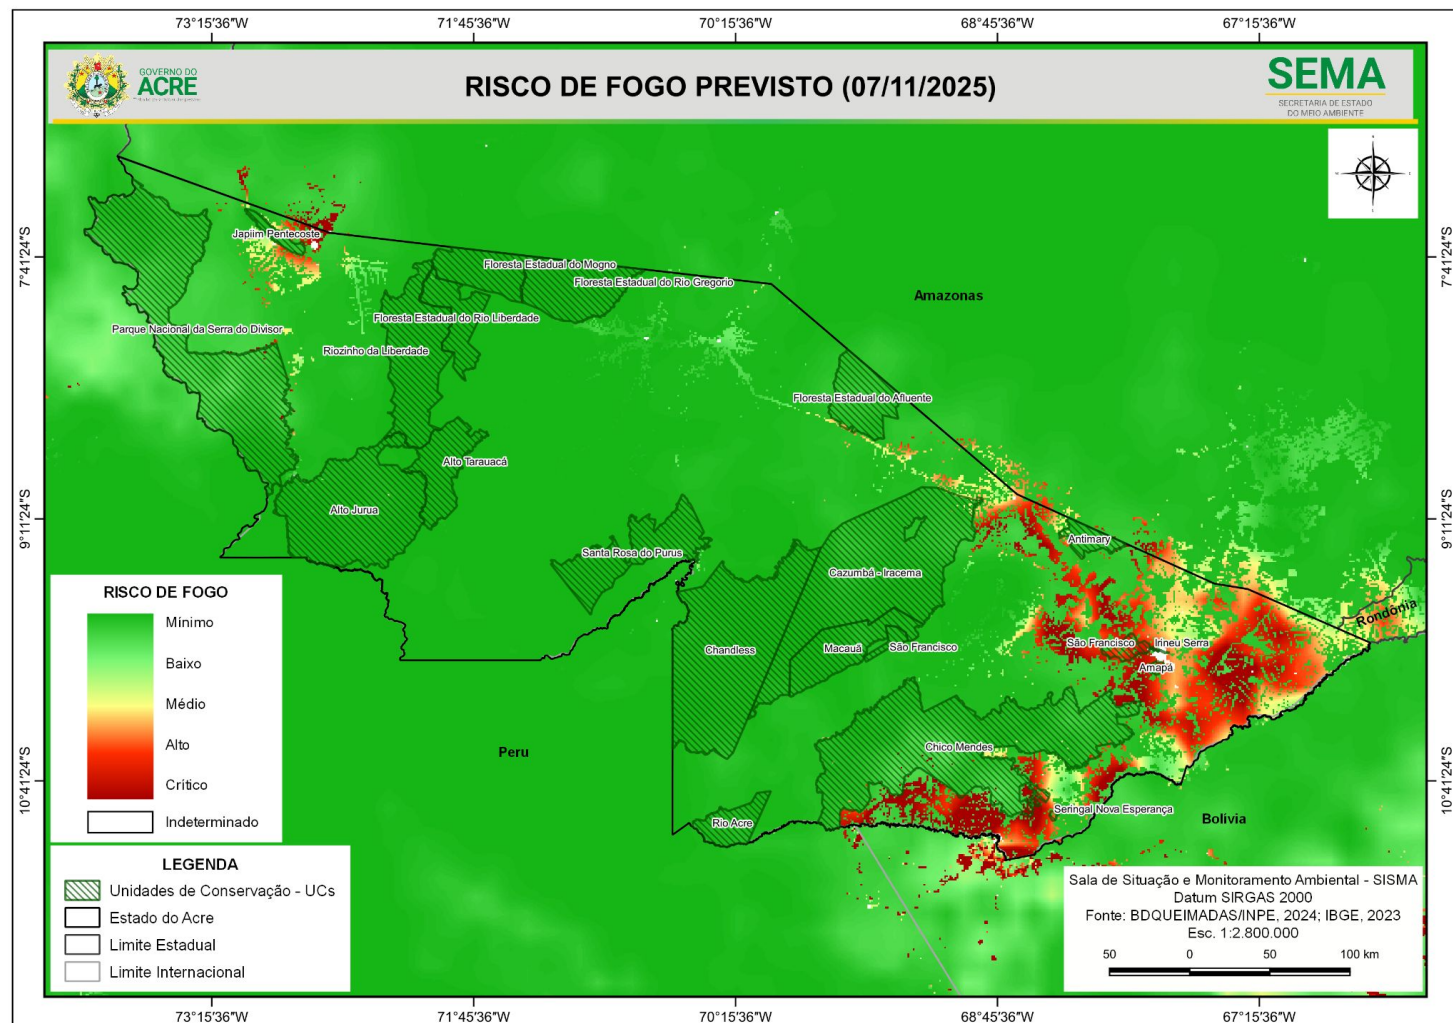 73°15'36"W 71°45'36"W 70°15'36"W 68°45'36"W 67°15'36"W
GOVERNO DO
ACRE
RISCO DE FOGO PREVISTO (07/11/2025)
SEMA
SECRETARIA DE ESTADO
DO MEIO AMBIENTE
7°41'24"S
7°41'24"S
Japiim Pentecoste
Floresta Estadual do Mogno
Floresta Estadual do Rio Gregorio
Amazonas
Parque Nacional da Serra do Divisor
Floresta Estadual do Rio Liberdade
Riozinho da Liberdade
Floresta Estadual do Afluente
Alto Tarauacá
Alto Jurua
9°11'24"S
9°11'24"S
Antimary
Santa Rosa do Purus
Cazumbá - Iracema
Rondônia
Chandless
Macauã
São Francisco
São Francisco
Irineu Serra
Amapá
Peru
Chico Mendes
10°41'24"S
10°41'24"S
Rio Acre
Seringal Nova Esperança
Bolivia
RISCO DE FOGO
Mínimo
Baixo
Médio
Alto
Crítico
Indeterminado
LEGENDA
Unidades de Conservação - UCs
Estado do Acre
Limite Estadual
Limite Internacional
Sala de Situação e Monitoramento Ambiental - SISMA
Datum SIRGAS 2000
Fonte: BDQUEIMADAS/INPE, 2024; IBGE, 2023
Esc. 1:2.800.000
50 0 50 100 km
73°15'36"W 71°45'36"W 70°15'36"W 68°45'36"W 67°15'36"W